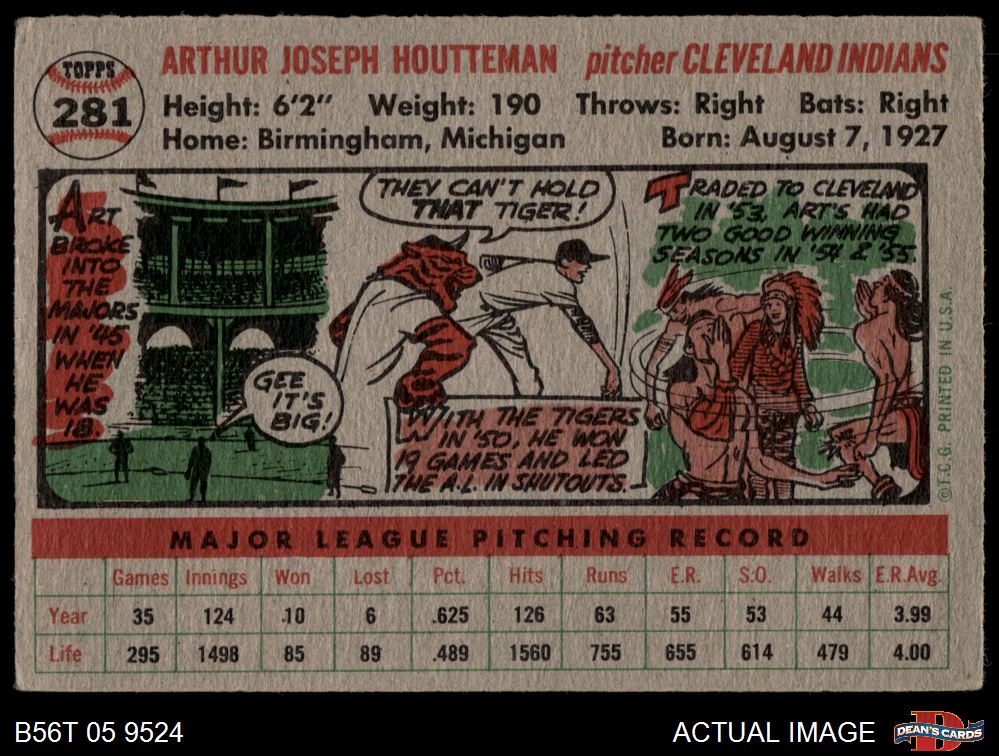 TOPPS
281
ARTHUR JOSEPH HOUTTEMAN pitcher CLEVELAND INDIANS
Height: 6'2" Weight: 190 Throws: Right Bats: Right
Home: Birmingham, Michigan Born: August 7, 1927
ART
BROKE
INTO
THE
MAJORS
IN '45
WHEN
HE
WAS
18.
GEE
IT'S
BIG!
THEY CAN'T HOLD
THAT TIGER!
WITH THE TIGERS
IN '50, HE WON
19 GAMES AND LED
THE A.L. IN SHUTOUTS.
TRADED TO CLEVELAND
IN '53, ART'S HAD
TWO GOOD WINNING
SEASONS IN '54 & '55.
© T.C.G. PRINTED IN U.S.A.
MAJOR LEAGUE PITCHING RECORD
Games Innings Won Lost Pct. Hits Runs E.R. S.O. Walks E.R.Avg.
Year 35 124 10 6 .625 126 63 55 53 44 3.99
Life 295 1498 85 89 .489 1560 755 655 614 479 4.00
B56T 05 9524 ACTUAL IMAGE
D
DEAN'S CARDS